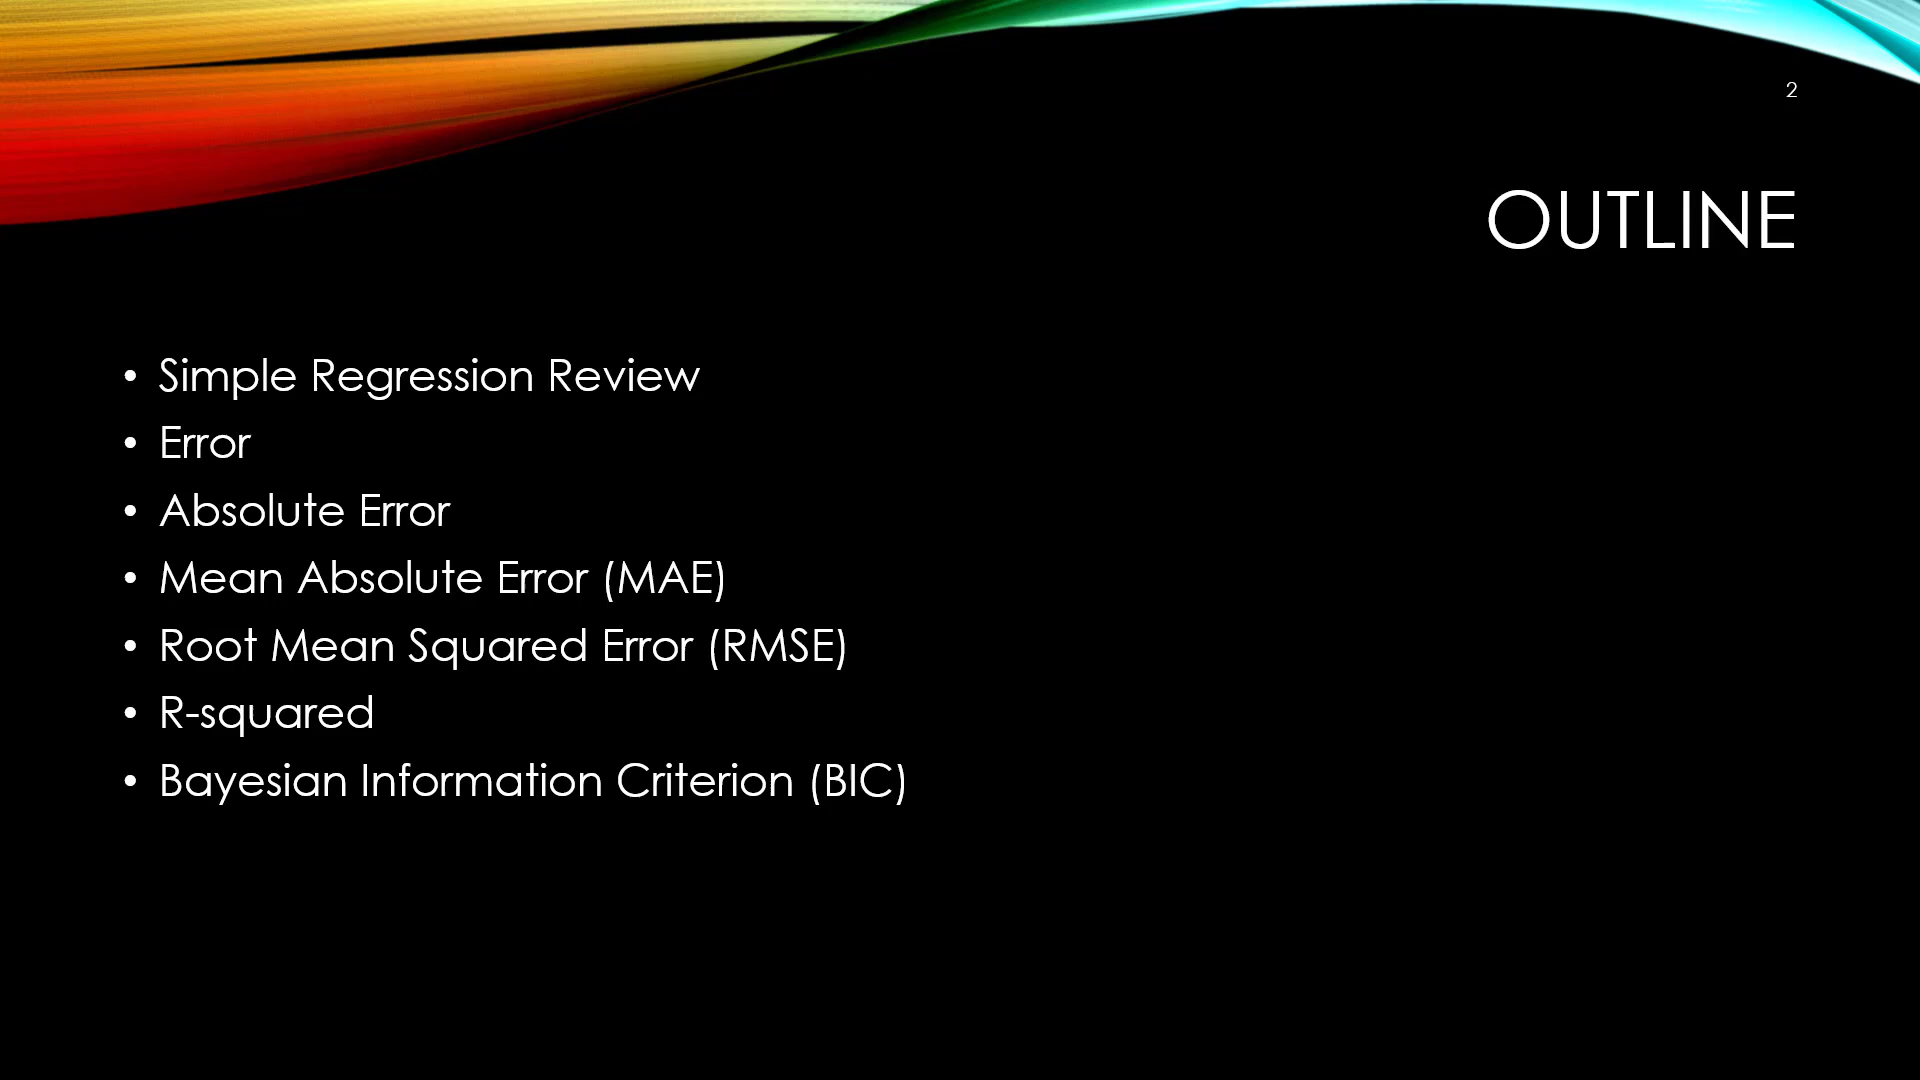 2
OUTLINE
• Simple Regression Review
• Error
• Absolute Error
• Mean Absolute Error (MAE)
• Root Mean Squared Error (RMSE)
• R-squared
• Bayesian Information Criterion (BIC)